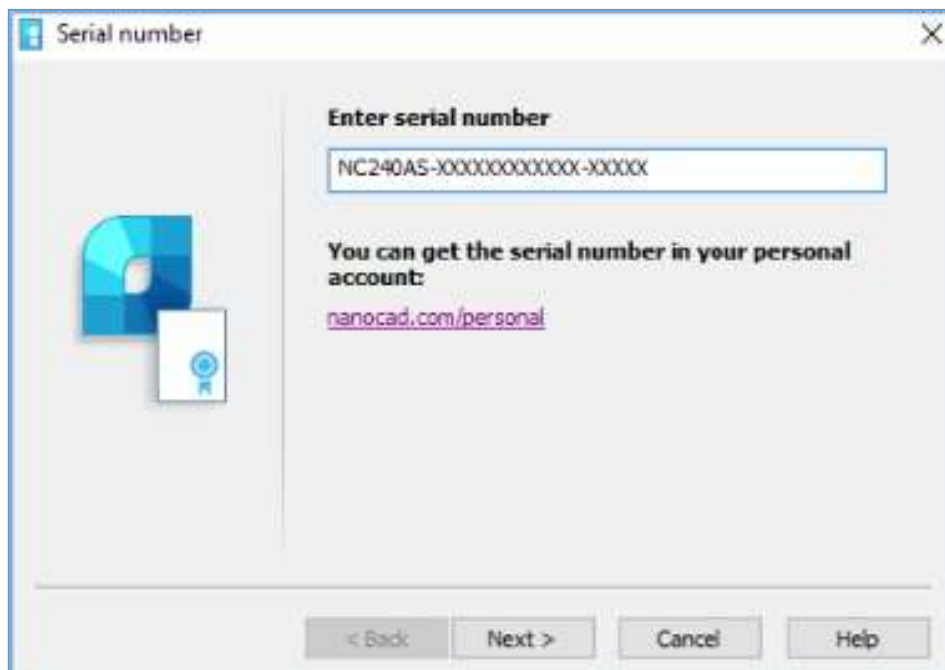 Serial number
Enter serial number
NC240AS-XXXXXXXXXXXX-XXXXX
You can get the serial number in your personal
account:
nanocad.com/personal
< Back Next > Cancel Help